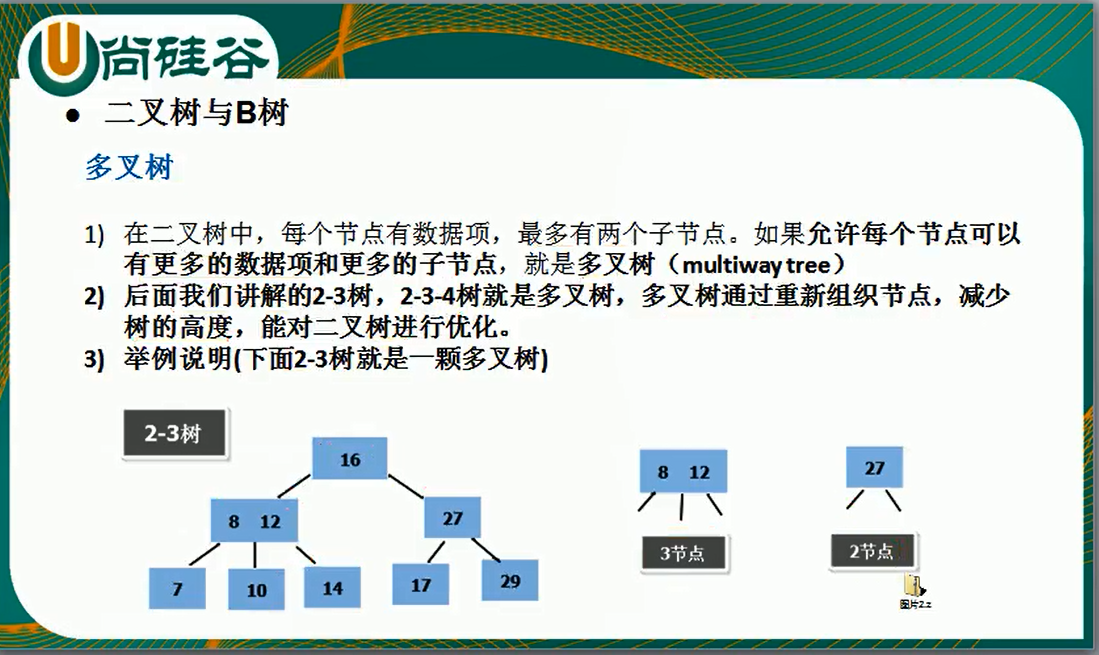 U尚硅谷
● 二叉树与B树
多叉树
1) 在二叉树中，每个节点有数据项，最多有两个子节点。如果允许每个节点可以
有更多的数据项和更多的子节点，就是多叉树（multiway tree）
2) 后面我们讲解的2-3树，2-3-4树就是多叉树，多叉树通过重新组织节点，减少
树的高度，能对二叉树进行优化。
3) 举例说明(下面2-3树就是一颗多叉树)
2-3树
16
8 12
27
7
10
14
17
29
8 12
3节点
27
2节点
图片2.z